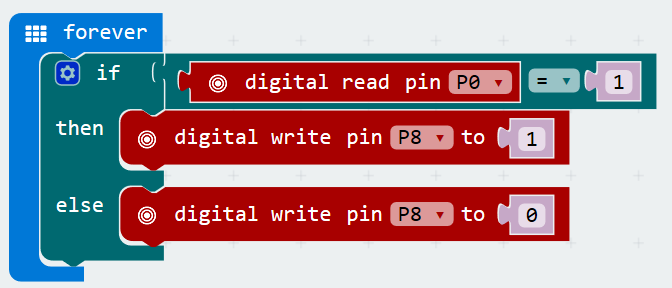 forever
if digital read pin P0 = 1
then digital write pin P8 to 1
else digital write pin P8 to 0